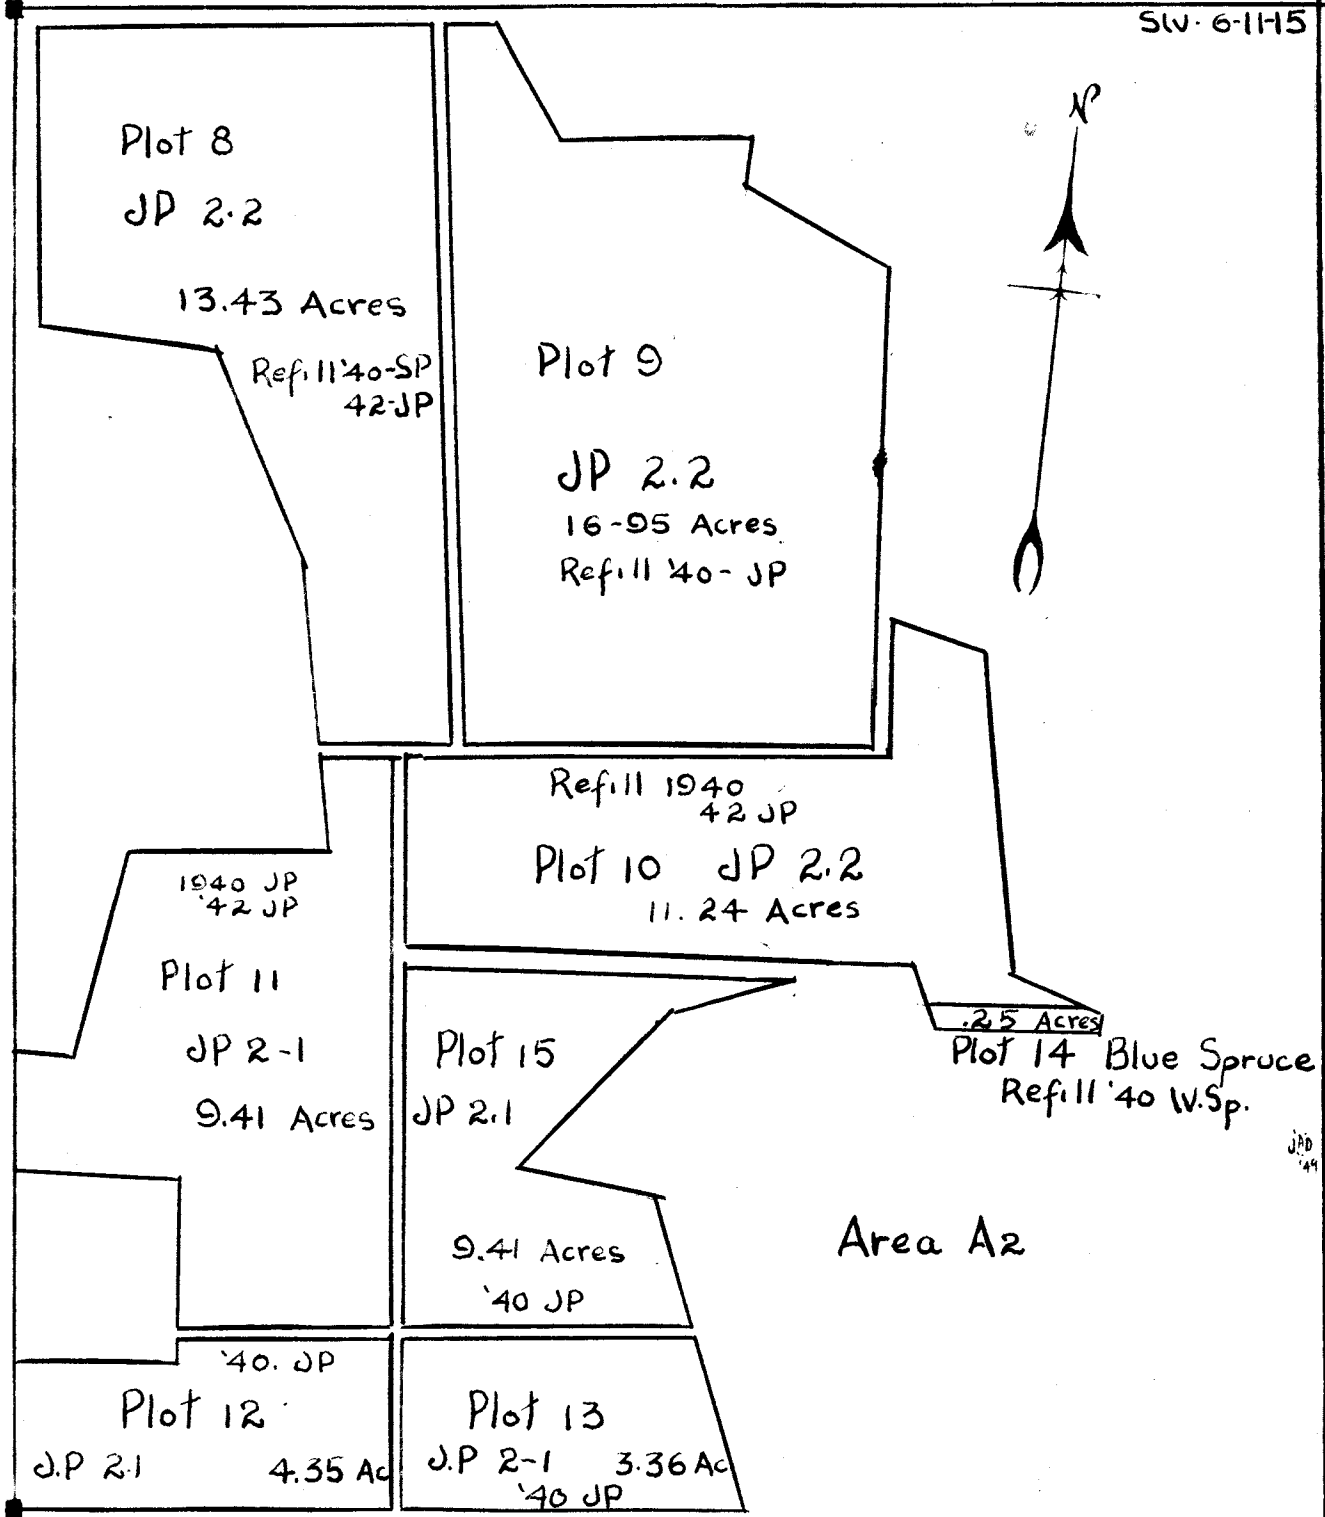 SW. 6-11-15
N
Plot 8
JP 2.2
13.43 Acres
Refill '40-SP
42-JP
Plot 9
JP 2.2
16-95 Acres
Refill '40- JP
Refill 1940
42 JP
Plot 10 JP 2.2
11.24 Acres
1940 JP
'42 JP
Plot 11
JP 2-1
9.41 Acres
Plot 15
JP 2.1
9.41 Acres
'40 JP
.25 Acres
Plot 14 Blue Spruce
Refill '40 W.Sp.
JAD
'49
Area A2
'40. JP
Plot 12
J.P 2.1 4.35 Ac
Plot 13
J.P 2-1 3.36 Ac
'40 JP